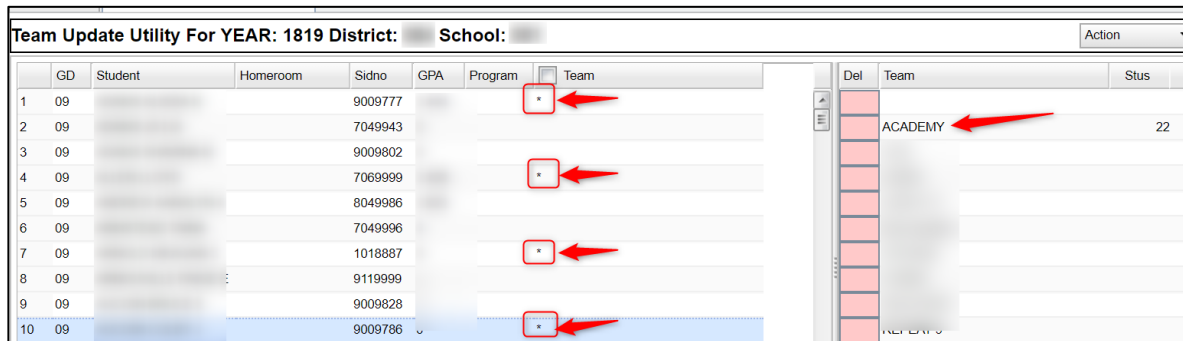 Team Update Utility For YEAR: 1819 District: School:
Action
GD Student Homeroom Sidno GPA Program Team
Del Team Stus
1 09 9009777 *
2 09 7049943
ACADEMY 22
3 09 9009802
4 09 7069999 *
5 09 8049986
6 09 7049996
7 09 1018887 *
8 09 9119999
9 09 9009828
10 09 9009786 *